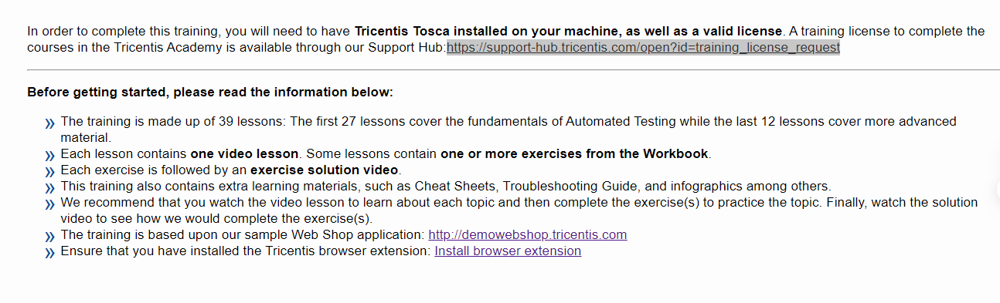 In order to complete this training, you will need to have Tricentis Tosca installed on your machine, as well as a valid license. A training license to complete the
courses in the Tricentis Academy is available through our Support Hub:https://support-hub.tricentis.com/open?id=training_license_request
Before getting started, please read the information below:
» The training is made up of 39 lessons: The first 27 lessons cover the fundamentals of Automated Testing while the last 12 lessons cover more advanced
material.
» Each lesson contains one video lesson. Some lessons contain one or more exercises from the Workbook.
» Each exercise is followed by an exercise solution video.
» This training also contains extra learning materials, such as Cheat Sheets, Troubleshooting Guide, and infographics among others.
» We recommend that you watch the video lesson to learn about each topic and then complete the exercise(s) to practice the topic. Finally, watch the solution
video to see how we would complete the exercise(s).
» The training is based upon our sample Web Shop application: http://demowebshop.tricentis.com
» Ensure that you have installed the Tricentis browser extension: Install browser extension